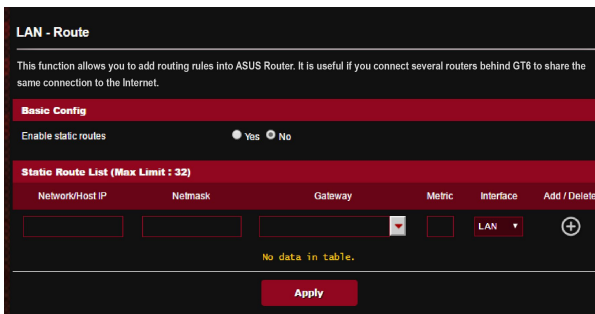 LAN - Route
This function allows you to add routing rules into ASUS Router. It is useful if you connect several routers behind GT6 to share the
same connection to the Internet.
Basic Config
Enable static routes Yes No
Static Route List (Max Limit : 32)
Network/Host IP Netmask Gateway Metric Interface Add / Delete
LAN
No data in table.
Apply